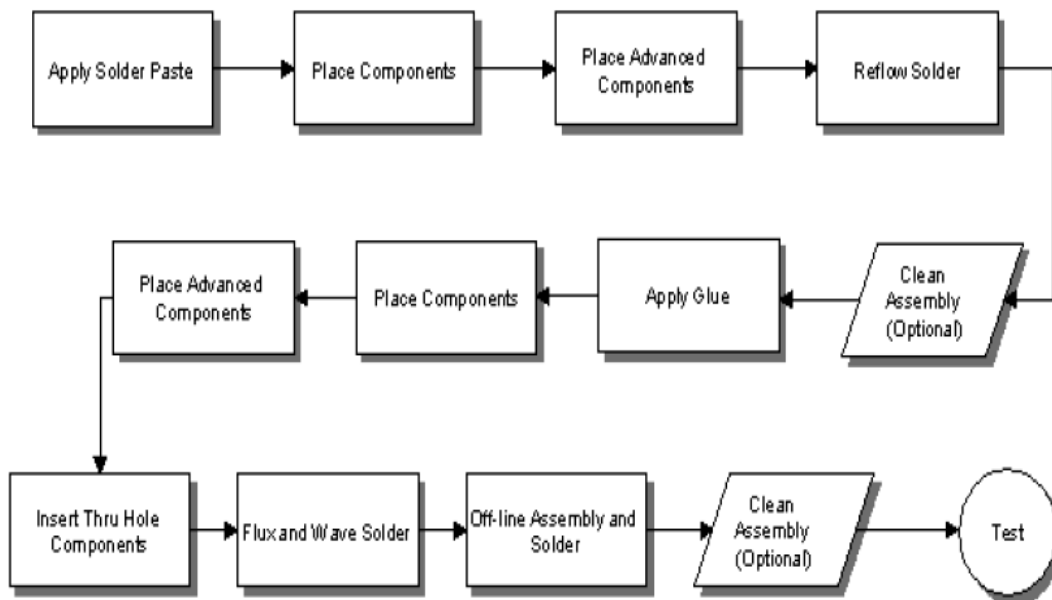 Apply Solder Paste
Place Components
Place Advanced
Components
Reflow Solder
Clean
Assembly
(Optional)
Apply Glue
Place Components
Place Advanced
Components
Insert Thru Hole
Components
Flux and Wave Solder
Off-line Assembly and
Solder
Clean
Assembly
(Optional)
Test